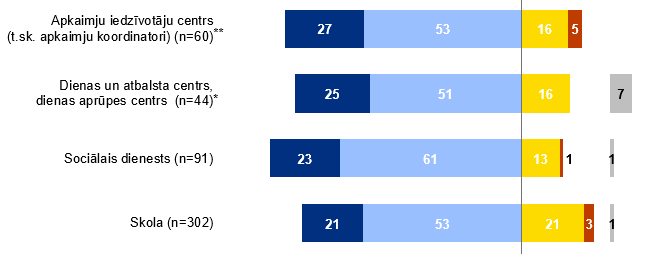 Apkaimju iedzīvotāju centrs
(t.sk. apkaimju koordinatori) (n=60)**
27 53 16 5
Dienas un atbalsta centrs,
dienas aprūpes centrs (n=44)*
25 51 16 7
Sociālais dienests (n=91)
23 61 13 1 1
Skola (n=302)
21 53 21 3 1